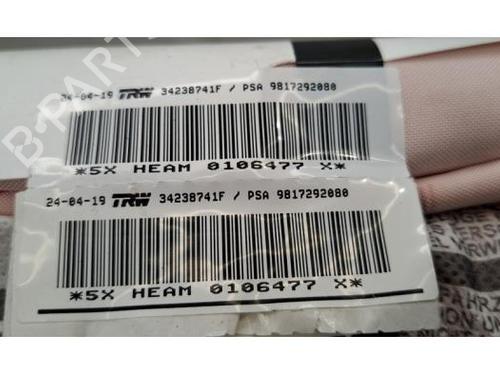 24-04-19 TRW 34238741F / PSA 9817292080
*5X HEAM 0106477 X*
24-04-19 TRW 34238741F / PSA 9817292080
*5X HEAM 0106477 X*
B-PARTS